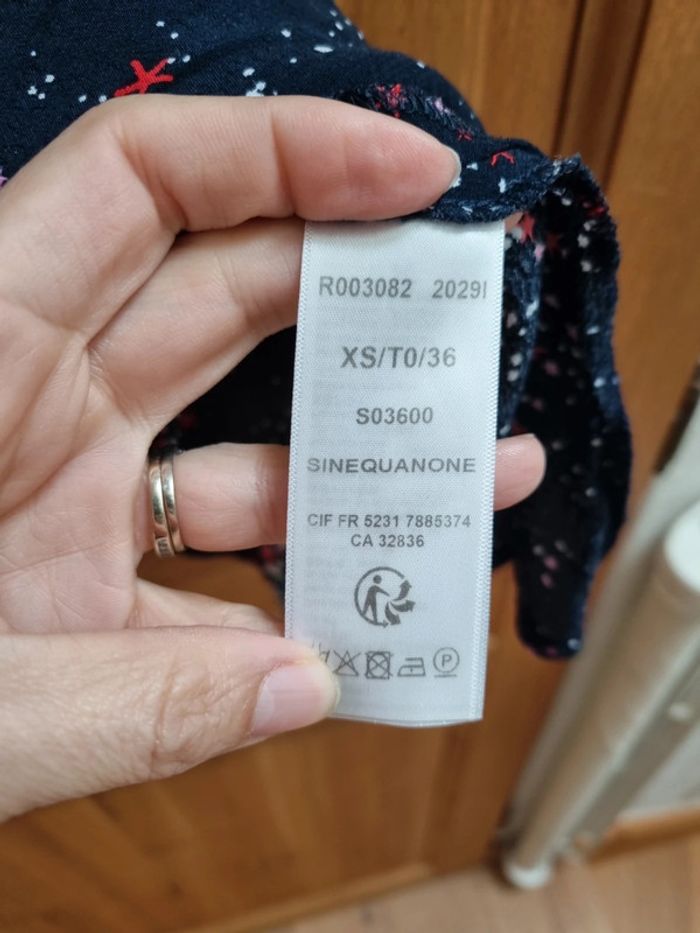 R003082 2029I
XS/T0/36
S03600
SINEQUANONE
CIF FR 5231 7885374
CA 32836
P